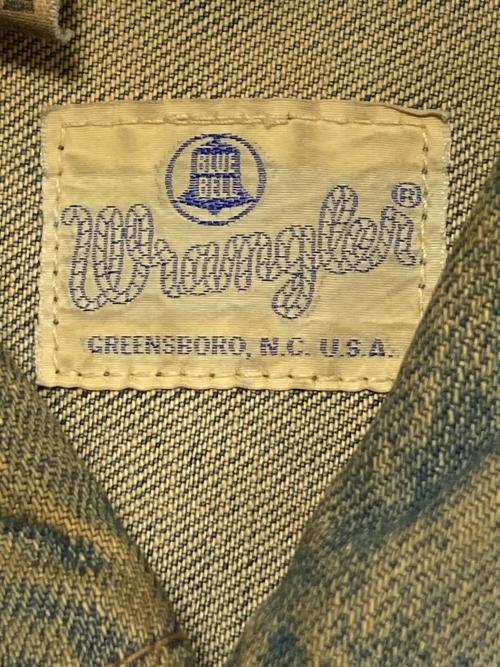 BLUE
BELL
Wrangler®
GREENSBORO, N.C. U.S.A.